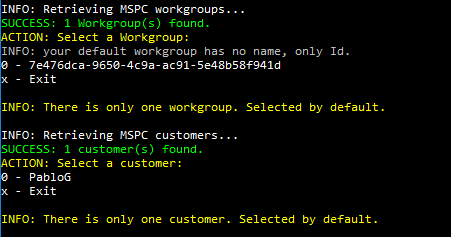 INFO: Retrieving MSPC workgroups...
SUCCESS: 1 Workgroup(s) found.
ACTION: Select a Workgroup:
INFO: your default workgroup has no name, only Id.
0 - 7e476dca-9650-4c9a-ac91-5e48b58f941d
x - Exit
INFO: There is only one workgroup. Selected by default.
INFO: Retrieving MSPC customers...
SUCCESS: 1 customer(s) found.
ACTION: Select a customer:
0 - PabloG
x - Exit
INFO: There is only one customer. Selected by default.